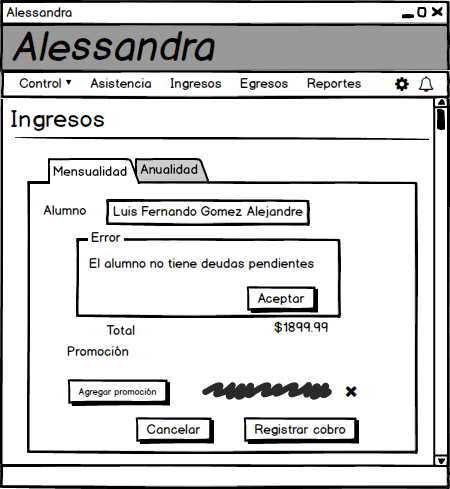 Alessandra
Alessandra
Control Asistencia Ingresos Egresos Reportes
Ingresos
Mensualidad Anualidad
Alumno Luis Fernando Gomez Alejandre
Error
El alumno no tiene deudas pendientes
Aceptar
Total $1899.99
Promoción
Agregar promoción
Cancelar Registrar cobro